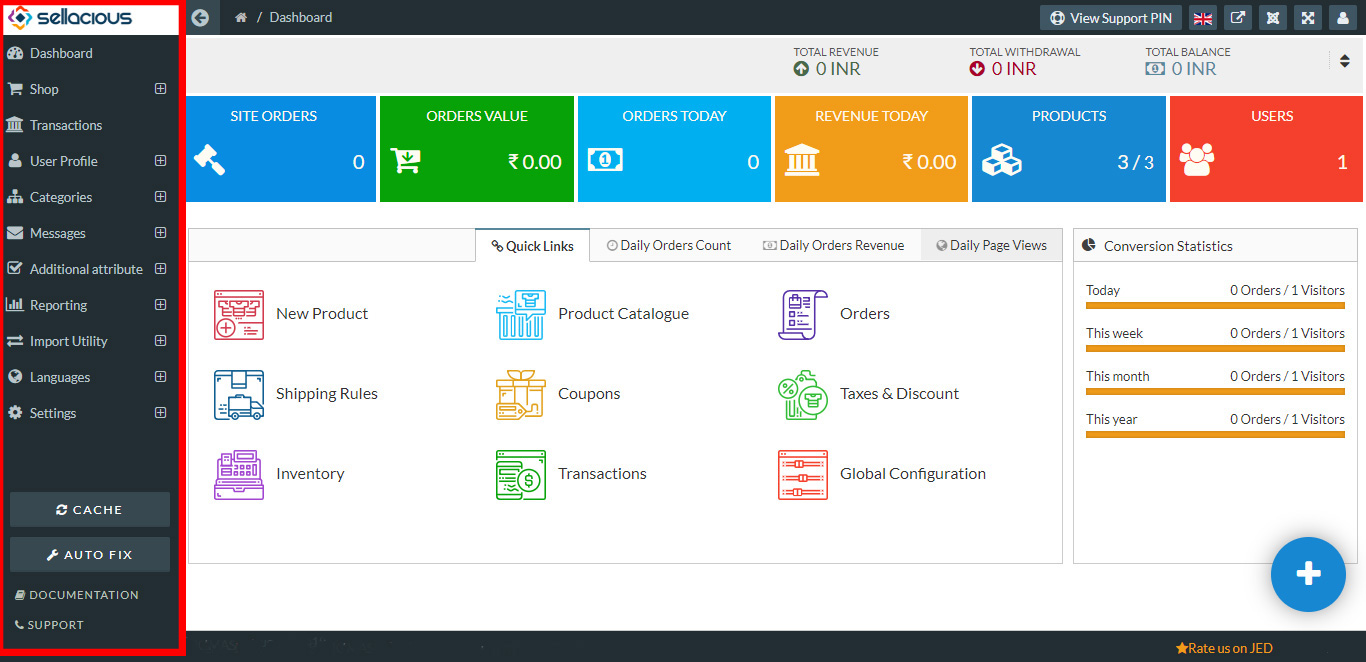 sellacious
/ Dashboard
View Support PIN
Dashboard
Shop
Transactions
User Profile
Categories
Messages
Additional attribute
Reporting
Import Utility
Languages
Settings
CACHE
AUTO FIX
DOCUMENTATION
SUPPORT
TOTAL REVENUE
0 INR
TOTAL WITHDRAWAL
0 INR
TOTAL BALANCE
0 INR
SITE ORDERS
0
ORDERS VALUE
₹ 0.00
ORDERS TODAY
0
REVENUE TODAY
₹ 0.00
PRODUCTS
3 / 3
USERS
1
Quick Links
Daily Orders Count
Daily Orders Revenue
Daily Page Views
New Product
Product Catalogue
Orders
Shipping Rules
Coupons
Taxes & Discount
Inventory
Transactions
Global Configuration
Conversion Statistics
Today 0 Orders / 1 Visitors
This week 0 Orders / 1 Visitors
This month 0 Orders / 1 Visitors
This year 0 Orders / 1 Visitors
Rate us on JED